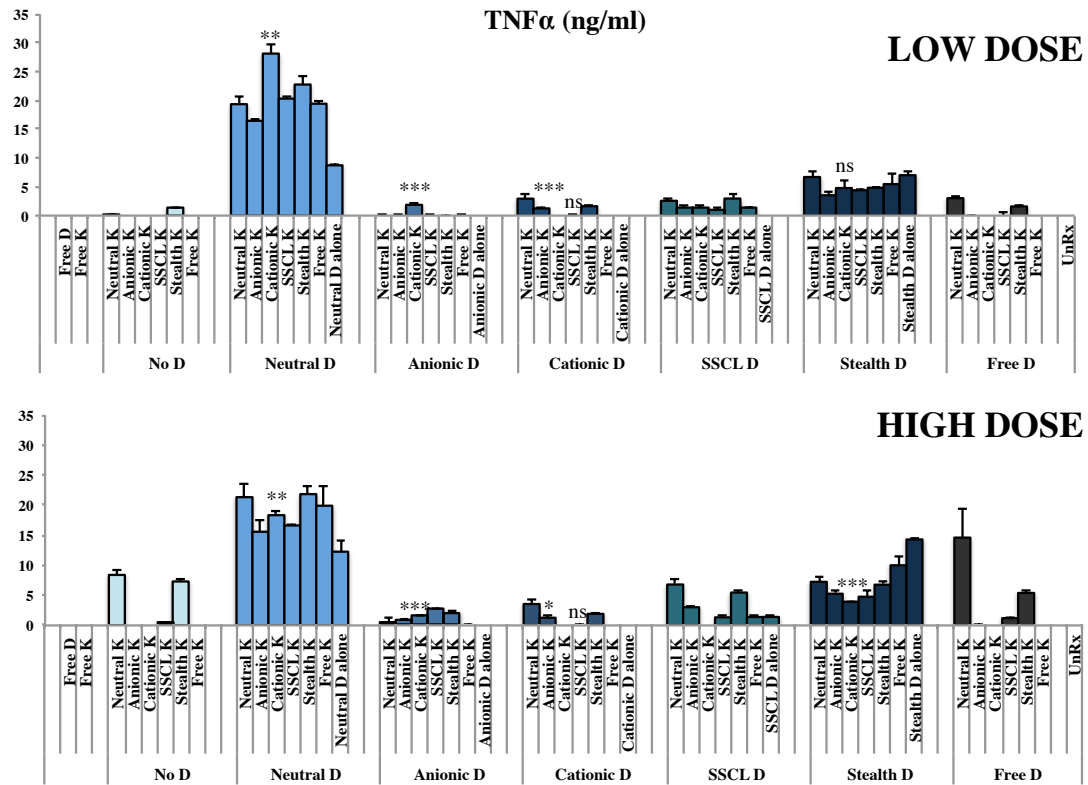 TNFα (ng/ml)
LOW DOSE
35
30
25
20
15
10
5
0
**
***
***
ns
ns
Free D
Free K
Neutral K
Anionic K
Cationic K
SSCL K
Stealth K
Free K
Neutral K
Anionic K
Cationic K
SSCL K
Stealth K
Free K
Neutral D alone
Neutral K
Anionic K
Cationic K
SSCL K
Stealth K
Free K
Anionic D alone
Neutral K
Anionic K
Cationic K
SSCL K
Stealth K
Free K
Cationic D alone
Neutral K
Anionic K
Cationic K
SSCL K
Stealth K
Free K
SSCL D alone
Neutral K
Anionic K
Cationic K
SSCL K
Stealth K
Free K
Stealth D alone
Neutral K
Anionic K
Cationic K
SSCL K
Stealth K
Free K
UnRx
No D Neutral D Anionic D Cationic D SSCL D Stealth D Free D
HIGH DOSE
35
30
25
20
15
10
5
0
**
***
*
ns
***
Free D
Free K
Neutral K
Anionic K
Cationic K
SSCL K
Stealth K
Free K
Neutral K
Anionic K
Cationic K
SSCL K
Stealth K
Free K
Neutral D alone
Neutral K
Anionic K
Cationic K
SSCL K
Stealth K
Free K
Anionic D alone
Neutral K
Anionic K
Cationic K
SSCL K
Stealth K
Free K
Cationic D alone
Neutral K
Anionic K
Cationic K
SSCL K
Stealth K
Free K
SSCL D alone
Neutral K
Anionic K
Cationic K
SSCL K
Stealth K
Free K
Stealth D alone
Neutral K
Anionic K
Cationic K
SSCL K
Stealth K
Free K
UnRx
No D Neutral D Anionic D Cationic D SSCL D Stealth D Free D